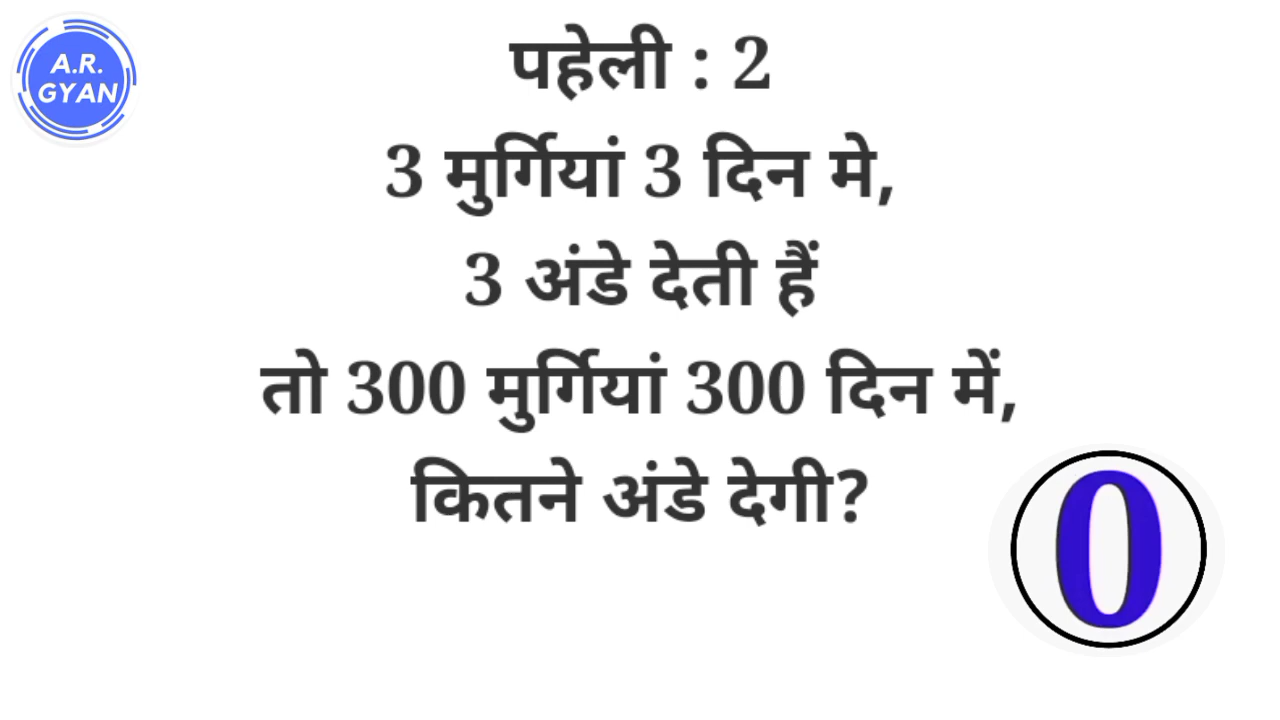 A.R.
GYAN
पहेली : 2
3 मुर्गियां 3 दिन मे,
3 अंडे देती हैं
तो 300 मुर्गियां 300 दिन में,
कितने अंडे देगी?
0